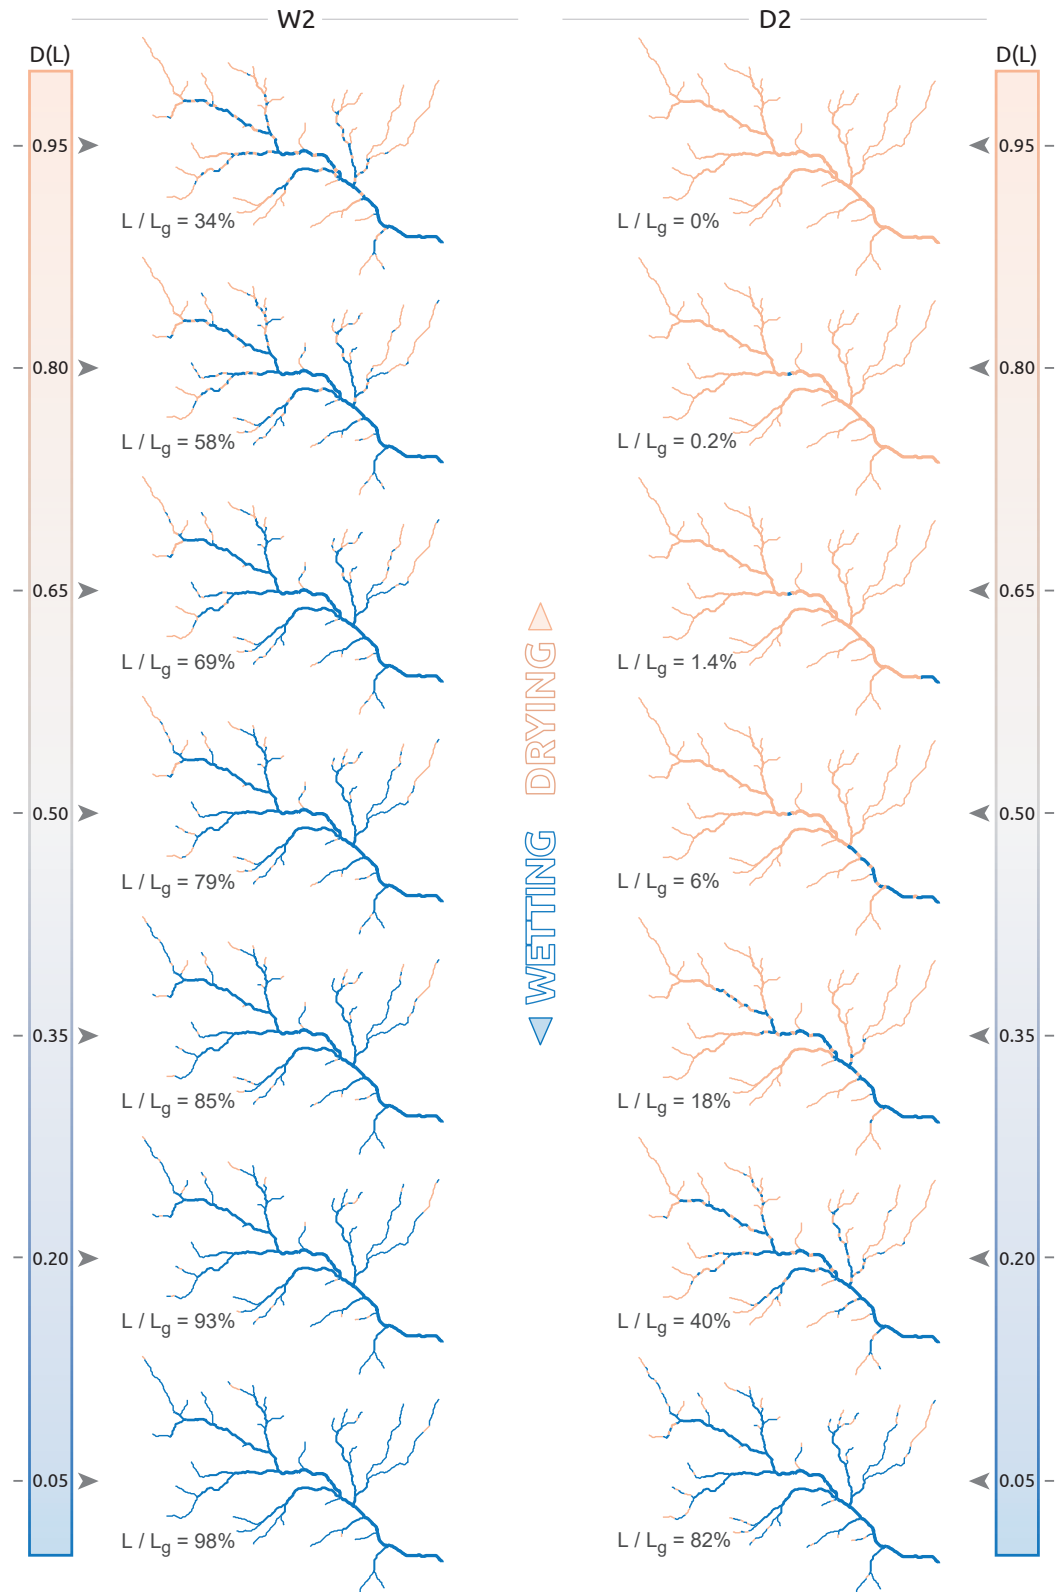 W2
D2
D(L)
D(L)
0.95
L / Lg = 34%
L / Lg = 0%
0.95
0.80
L / Lg = 58%
L / Lg = 0.2%
0.80
0.65
L / Lg = 69%
L / Lg = 1.4%
0.65
DRYING
0.50
L / Lg = 79%
L / Lg = 6%
0.50
WETTING
0.35
L / Lg = 85%
L / Lg = 18%
0.35
0.20
L / Lg = 93%
L / Lg = 40%
0.20
0.05
L / Lg = 98%
L / Lg = 82%
0.05